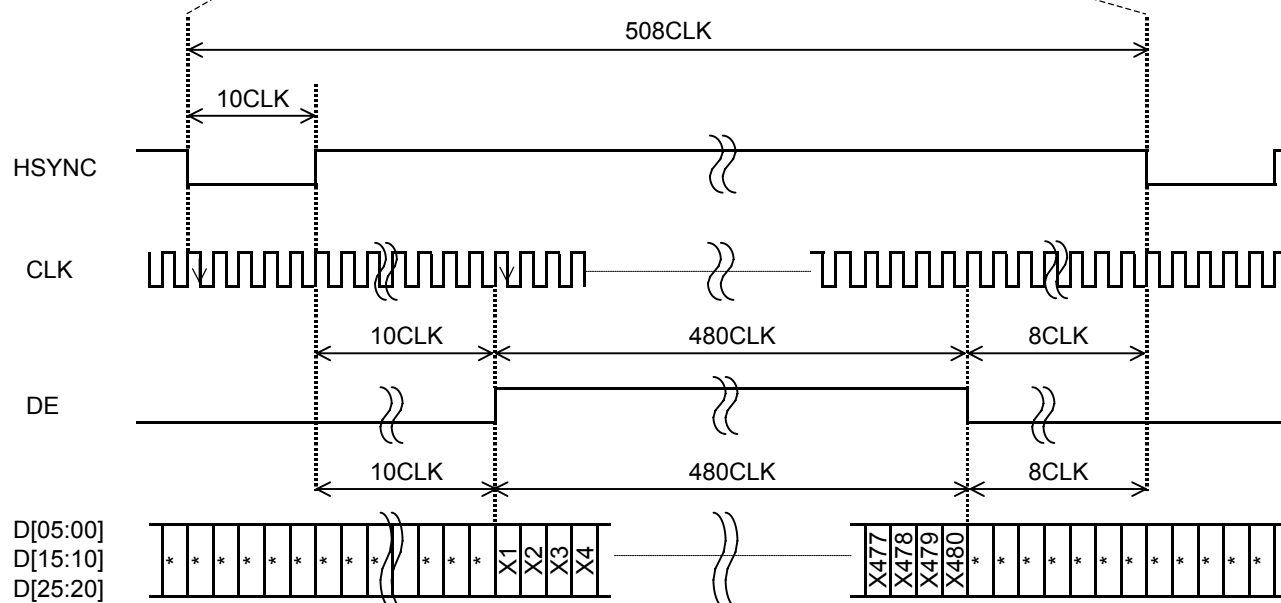 508CLK
10CLK
HSYNC
CLK
10CLK 480CLK 8CLK
DE
10CLK 480CLK 8CLK
D[05:00]
D[15:10]
D[25:20]
* * * * * * * * * * * * X1 X2 X3 X4 X477 X478 X479 X480 * * * * * * * * * * * *